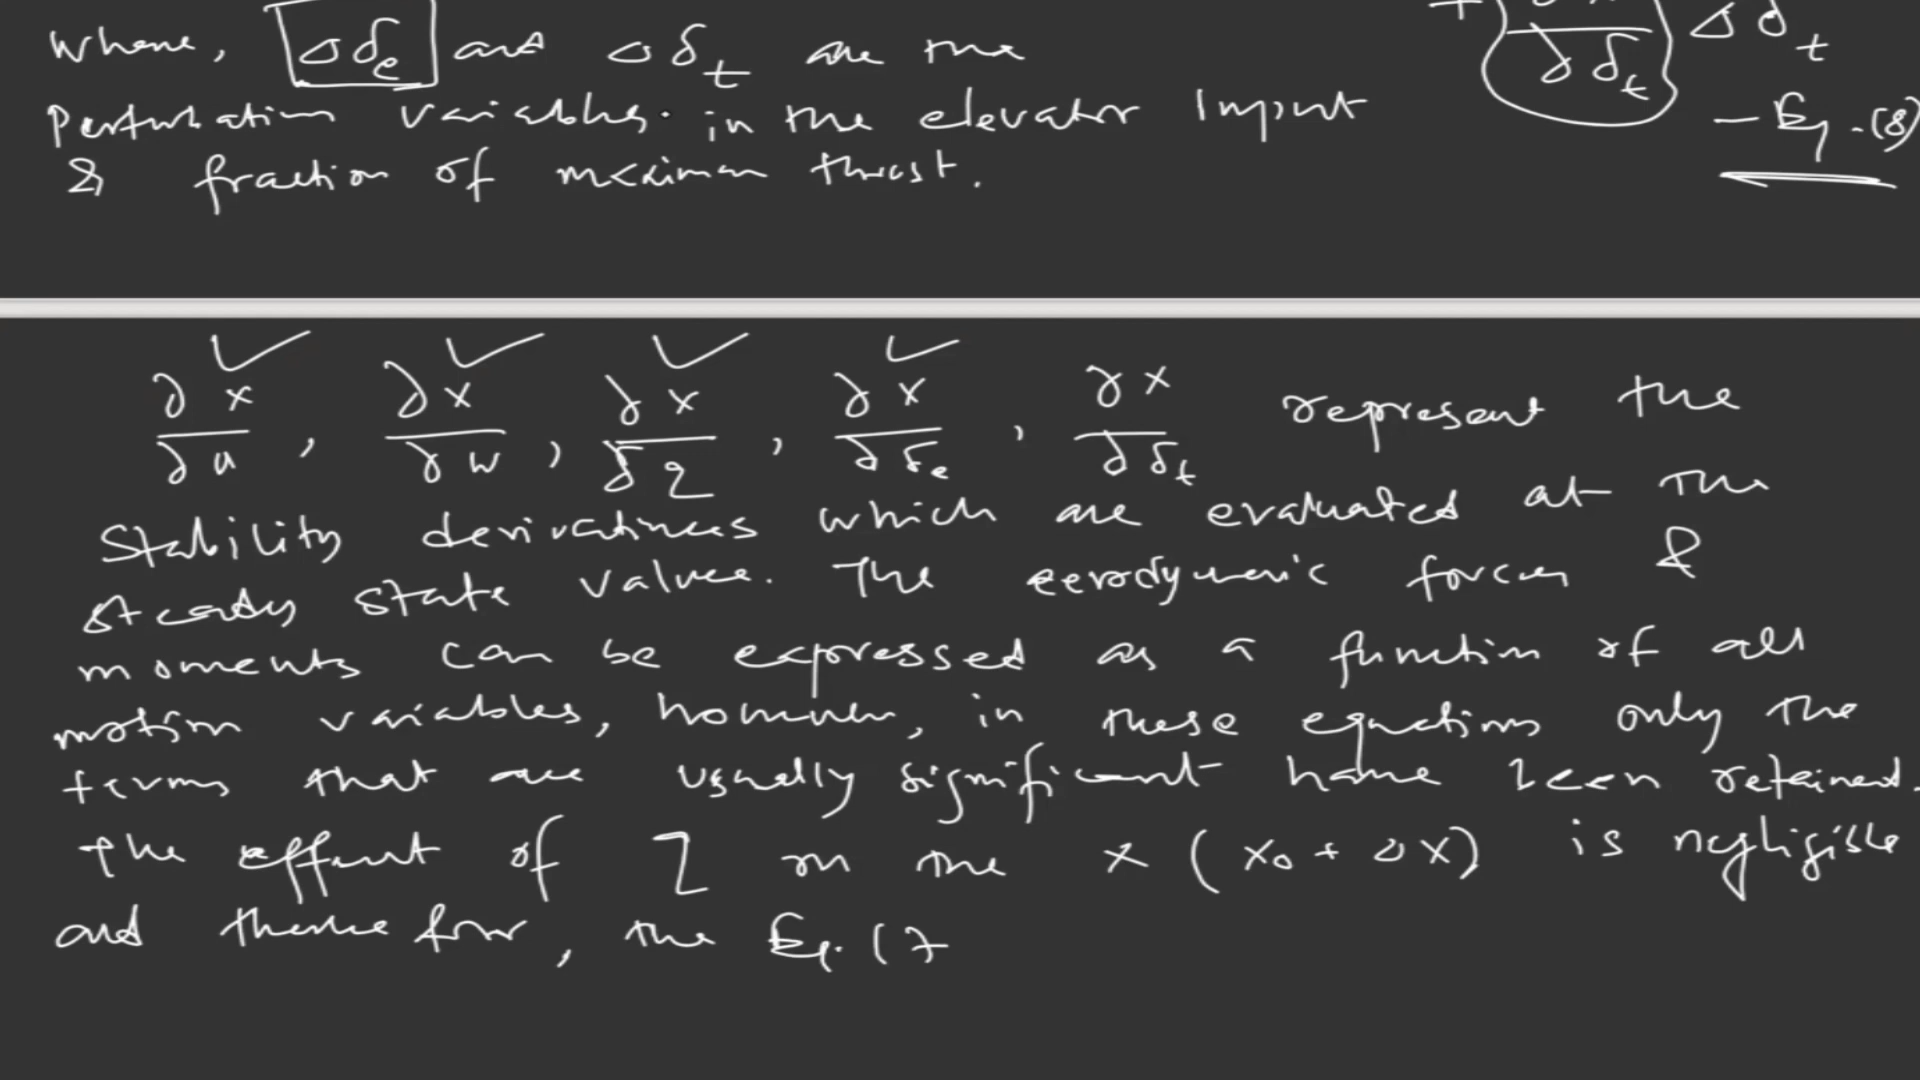 Where, Δδe and Δδt are the
+ ∂δt Δδt
Perturbation variables in the elevator Input
— Eq.(8)
& fraction of maximum thrust.
∂x/∂u, ∂x/∂w, ∂x/∂q, ∂x/∂δe, ∂x/∂δt represent the
Stability derivatives which are evaluated at the
steady state value. The aerodynamic forces &
moments can be expressed as a function of all
motion variables, however, in these equations only the
terms that are usually significant have been retained.
The effect of q on the x (x0 + Δx) is negligible
and therefore, the Eq. (7